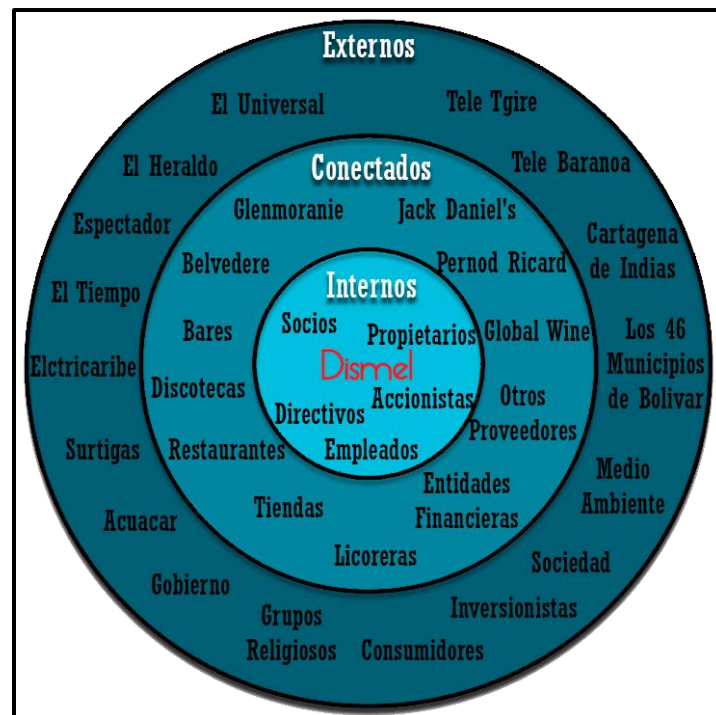 Externos
El Universal
Tele Tgire
El Heraldo
Tele Baranoa
Espectador
Cartagena
de Indias
El Tiempo
Los 46
Municipios
de Bolivar
Elctricaribe
Surtigas
Medio
Ambiente
Acuacar
Sociedad
Gobierno
Inversionistas
Grupos
Religiosos
Consumidores
Conectados
Glenmoranie
Jack Daniel's
Belvedere
Pernod Ricard
Bares
Global Wine
Discotecas
Otros
Proveedores
Restaurantes
Entidades
Financieras
Tiendas
Licoreras
Internos
Socios
Propietarios
Dismel
Accionistas
Directivos
Empleados